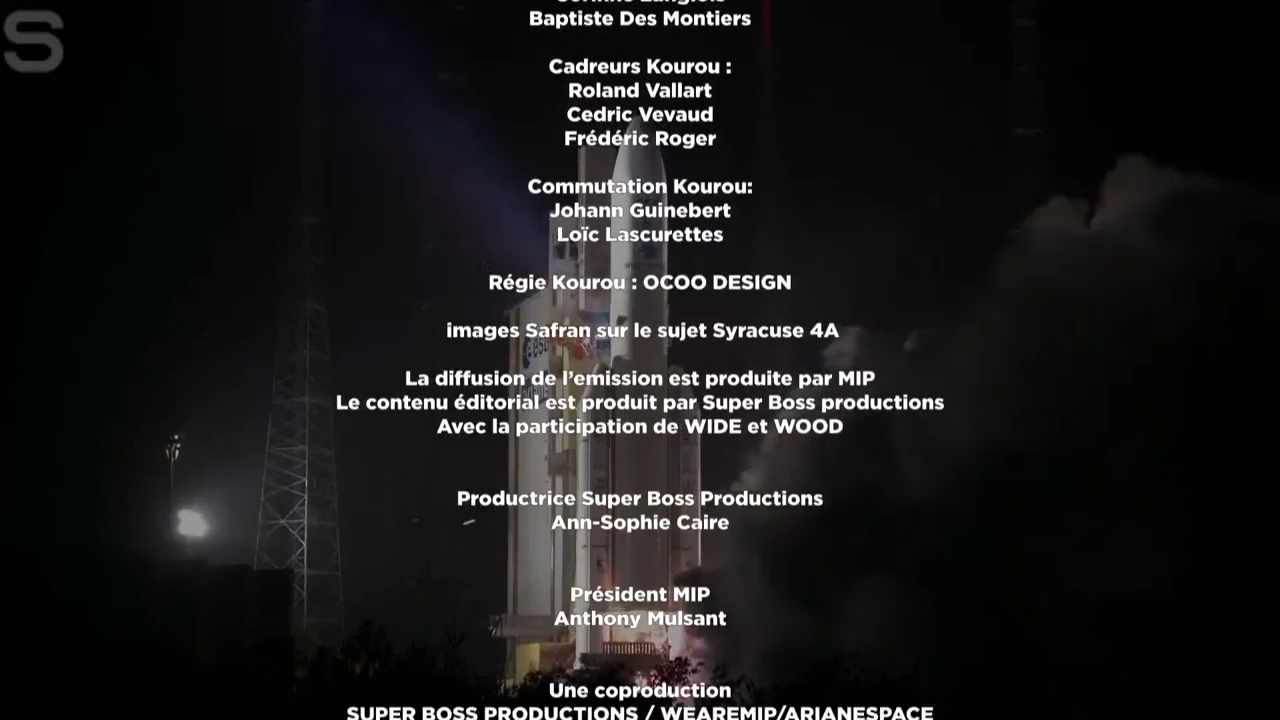 S
Baptiste Des Montiers
Cadreurs Kourou :
Roland Vallart
Cedric Vevaud
Frédéric Roger
Commutation Kourou:
Johann Guinebert
Loïc Lascurettes
Régie Kourou : OCOO DESIGN
images Safran sur le sujet Syracuse 4A
esa
La diffusion de l'emission est produite par MIP
Le contenu éditorial est produit par Super Boss productions
Avec la participation de WIDE et WOOD
Productrice Super Boss Productions
Ann-Sophie Caire
Président MIP
Anthony Mulsant
Une coproduction
SUPER BOSS PRODUCTIONS / WEAREMIP/ARIANESPACE